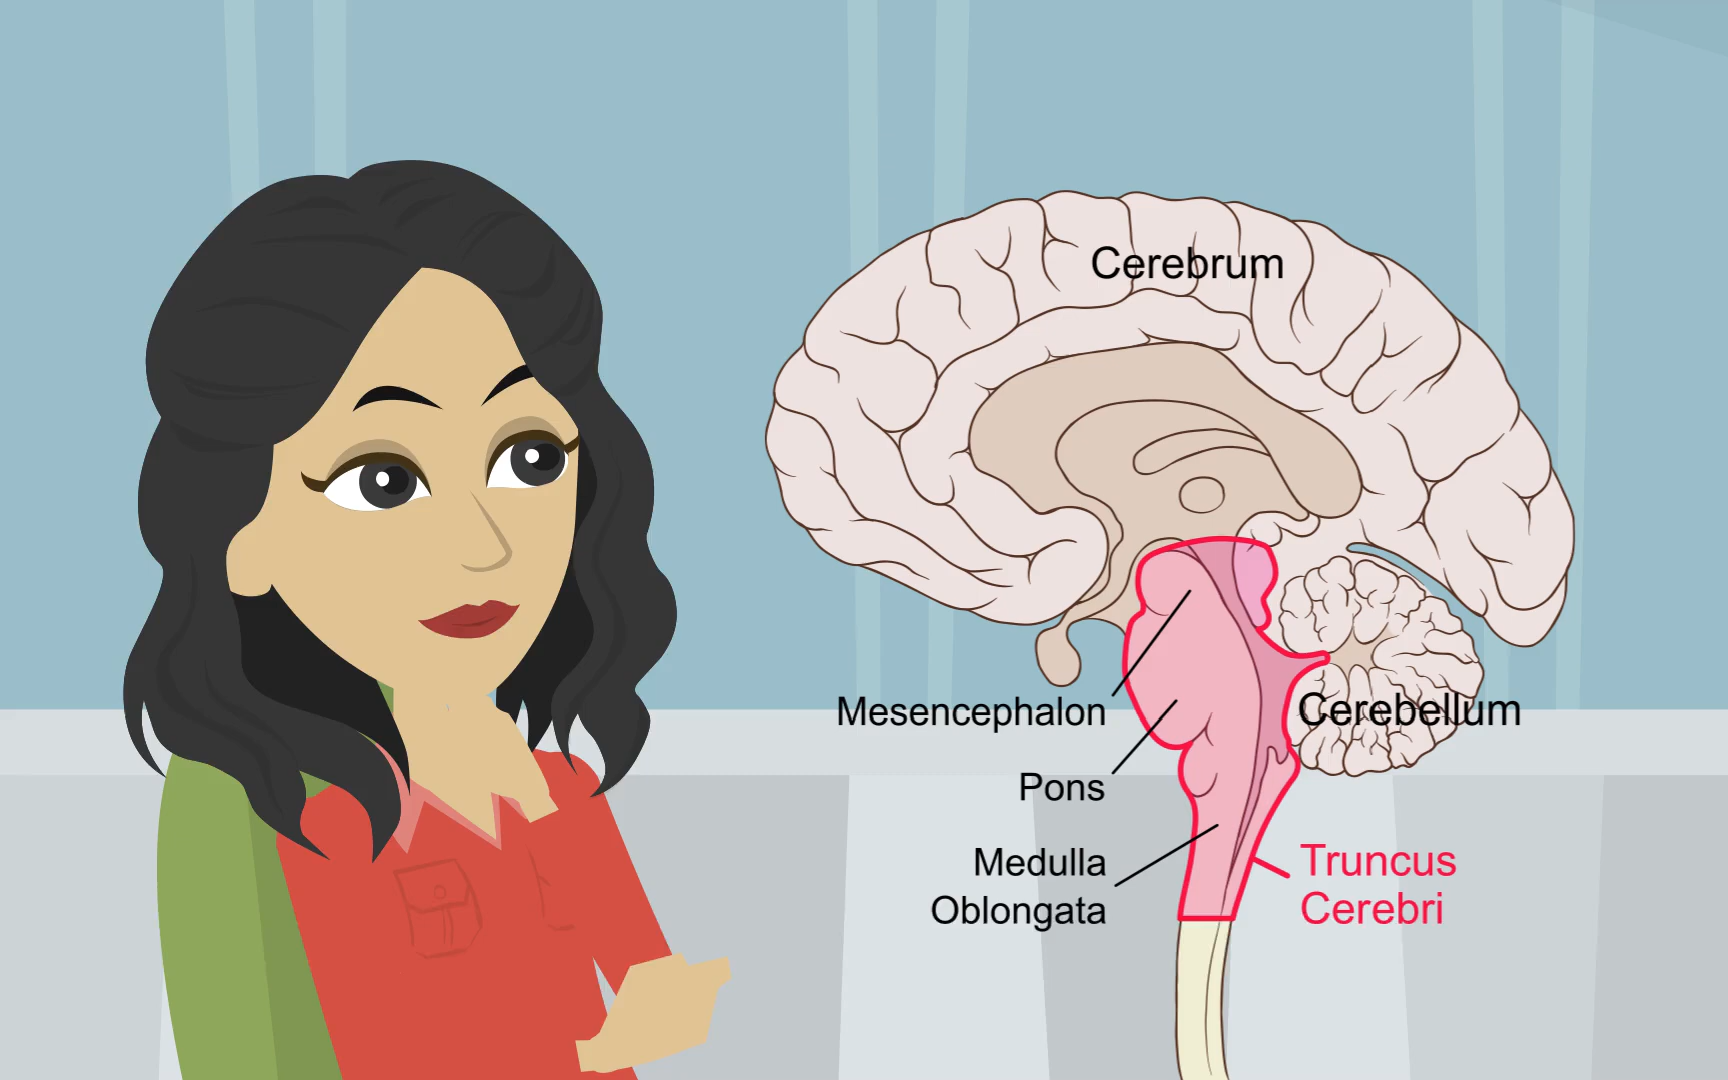 Cerebrum
Mesencephalon
Cerebellum
Pons
Medulla
Oblongata
Truncus
Cerebri